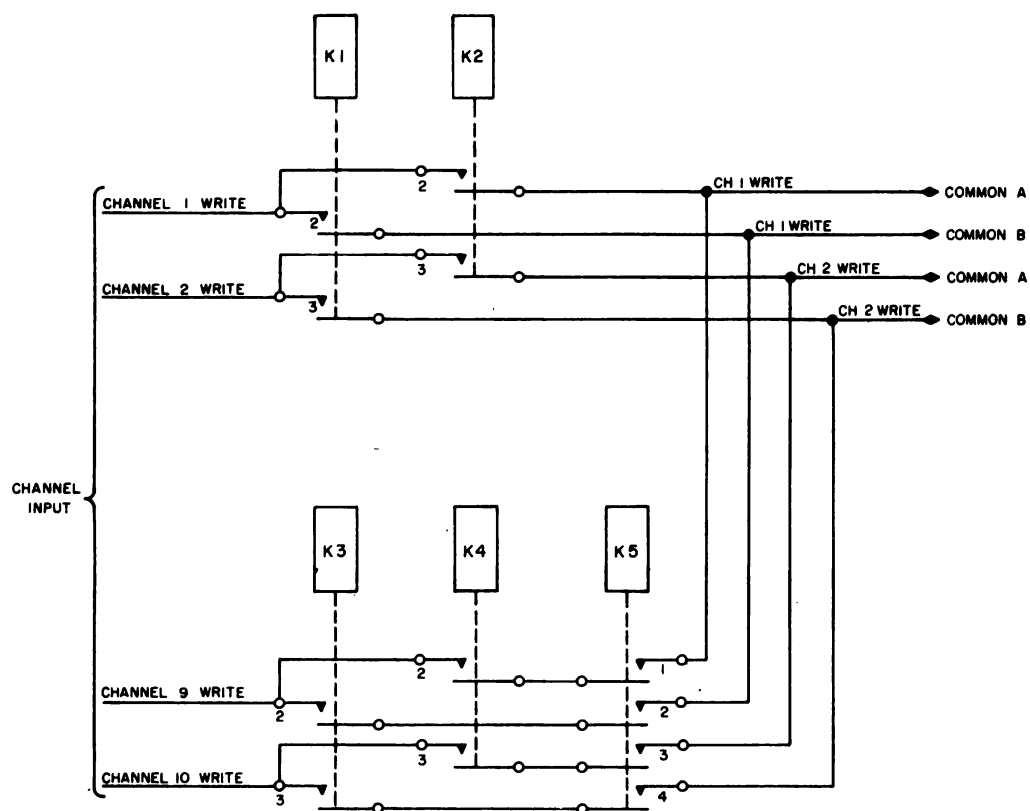 K1
K2
2
CH 1 WRITE
COMMON A
CHANNEL 1 WRITE
2
CH 1 WRITE
COMMON B
3
CH 2 WRITE
COMMON A
CHANNEL 2 WRITE
3
CH 2 WRITE
COMMON B
CHANNEL
INPUT
K3
K4
K5
2
1
CHANNEL 9 WRITE
2
2
3
3
CHANNEL 10 WRITE
3
4